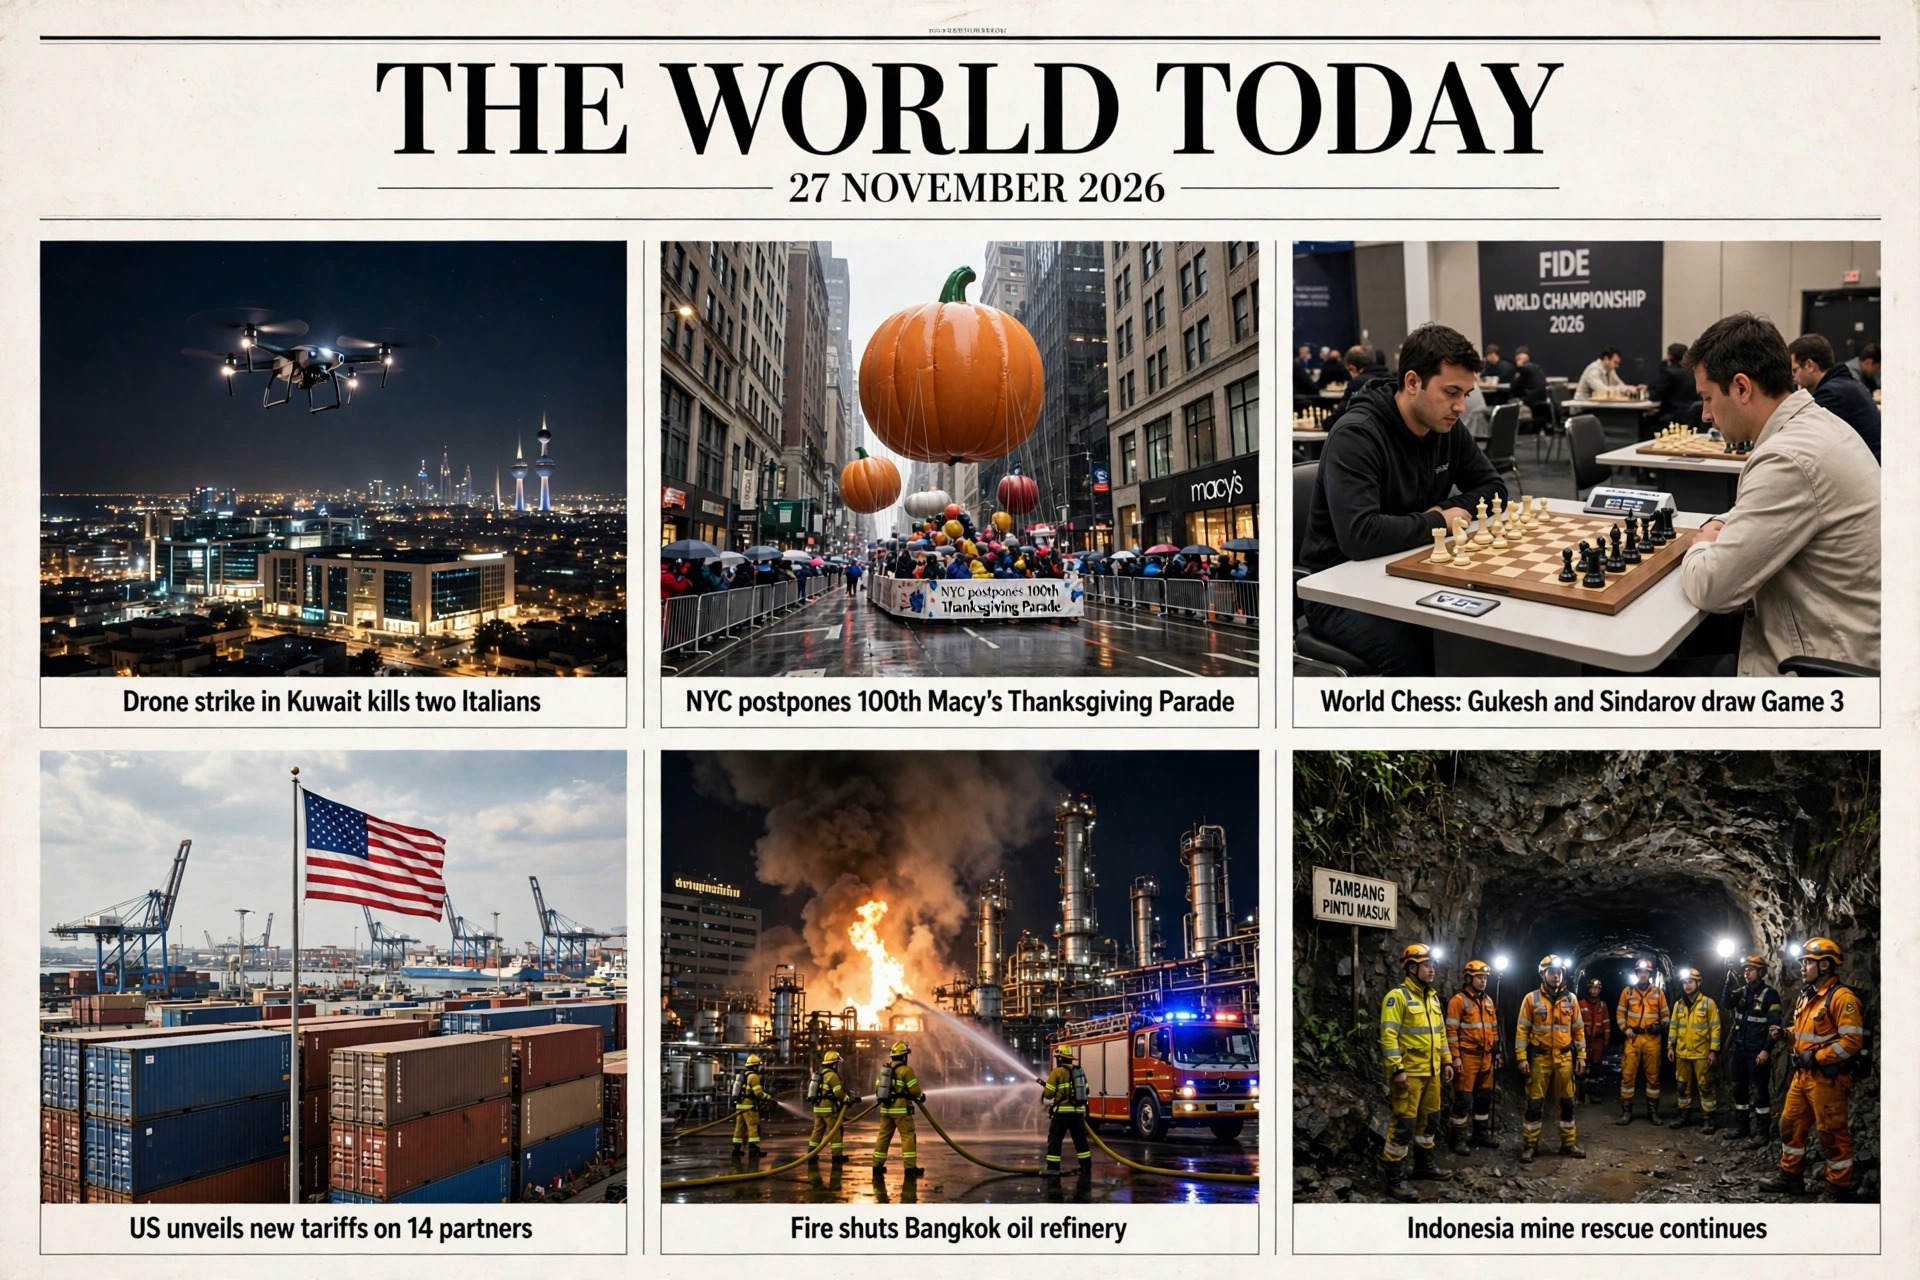 THE WORLD TODAY
27 NOVEMBER 2026
macy's
NYC postpones 100th
Thanksgiving Parade
FIDE
WORLD CHAMPIONSHIP
2026
Drone strike in Kuwait kills two Italians
NYC postpones 100th Macy's Thanksgiving Parade
World Chess: Gukesh and Sindarov draw Game 3
TAMBANG
PINTU MASUK
US unveils new tariffs on 14 partners
Fire shuts Bangkok oil refinery
Indonesia mine rescue continues